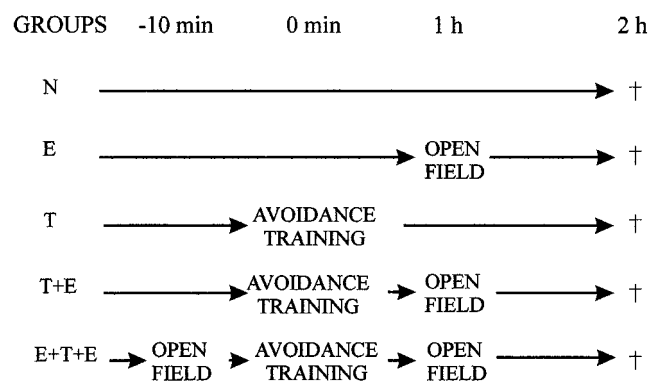 GROUPS -10 min 0 min 1 h 2 h
N †
E OPEN FIELD †
T AVOIDANCE TRAINING †
T+E AVOIDANCE TRAINING OPEN FIELD †
E+T+E OPEN FIELD AVOIDANCE TRAINING OPEN FIELD †